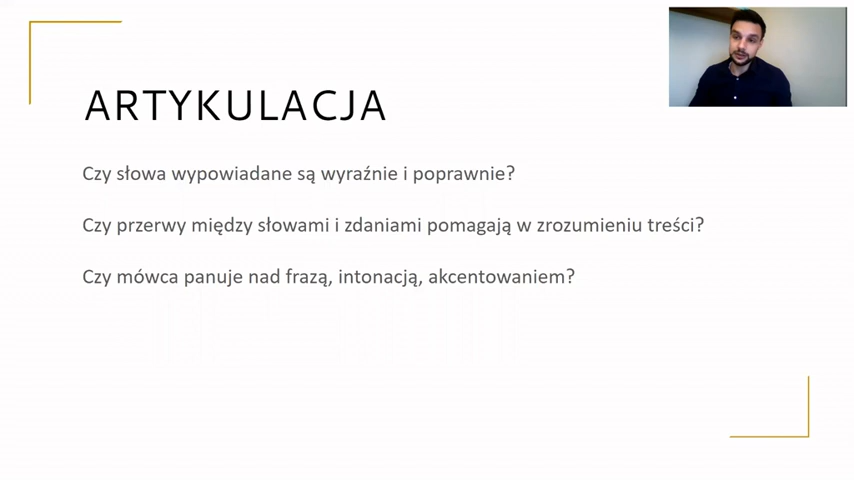 ARTYKULACJA
Czy słowa wypowiadane są wyraźnie i poprawnie?
Czy przerwy między słowami i zdaniami pomagają w zrozumieniu treści?
Czy mówca panuje nad frazą, intonacją, akcentowaniem?